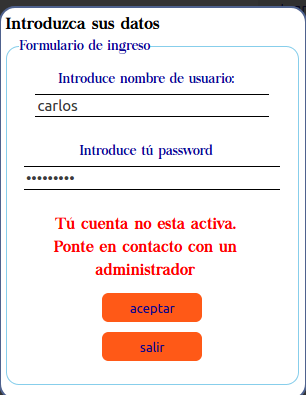 Introduzca sus datos
Formulario de ingreso
Introduce nombre de usuario:
carlos
Introduce tú password
•••••••••
Tú cuenta no esta activa.
Ponte en contacto con un
administrador
aceptar
salir